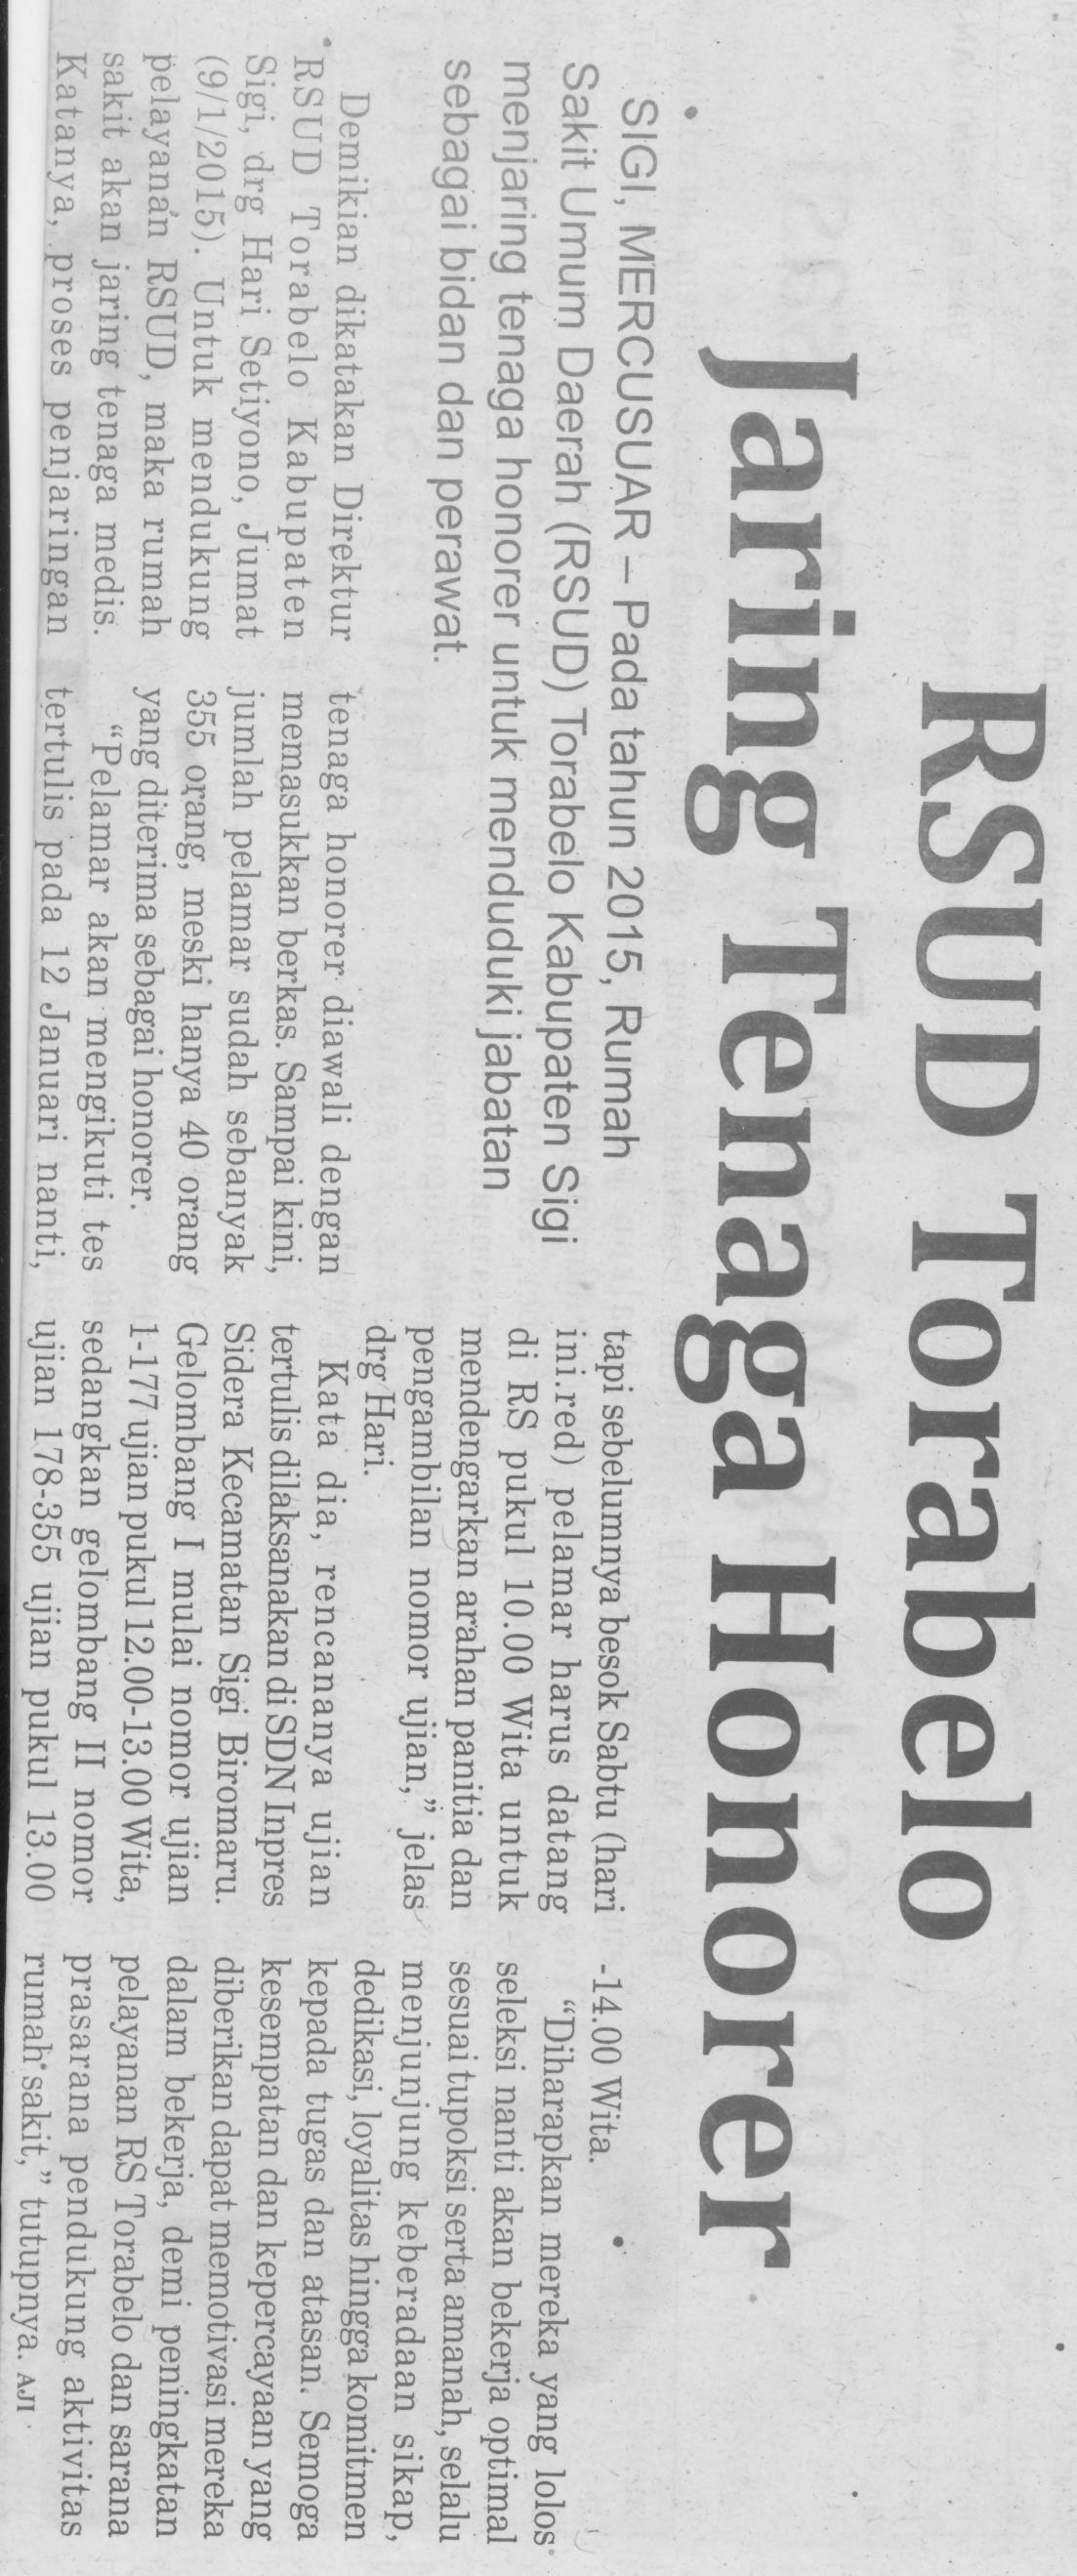 RSUD Torabelo
Jaring Tenaga Honorer
SIGI, MERCUSUAR – Pada tahun 2015, Rumah
Sakit Umum Daerah (RSUD) Torabelo Kabupaten Sigi
menjaring tenaga honorer untuk menduduki jabatan
sebagai bidan dan perawat.
Demikian dikatakan Direktur
RSUD Torabelo Kabupaten
Sigi, drg Hari Setiyono, Jumat
(9/1/2015). Untuk mendukung
pelayanan RSUD, maka rumah
sakit akan jaring tenaga medis.
Katanya, proses penjaringan
tenaga honorer diawali dengan
memasukkan berkas. Sampai kini,
jumlah pelamar sudah sebanyak
355 orang, meski hanya 40 orang
yang diterima sebagai honorer.
“Pelamar akan mengikuti tes
tertulis pada 12 Januari nanti,
tapi sebelumnya besok Sabtu (hari
ini.red) pelamar harus datang
di RS pukul 10.00 Wita untuk
mendengarkan arahan panitia dan
pengambilan nomor ujian,” jelas
drg Hari.
Kata dia, rencananya ujian
tertulis dilaksanakan di SDN Inpres
Sidera Kecamatan Sigi Biromaru.
Gelombang I mulai nomor ujian
1-177 ujian pukul 12.00-13.00 Wita,
sedangkan gelombang II nomor
ujian 178-355 ujian pukul 13.00
-14.00 Wita.
“Diharapkan mereka yang lolos
seleksi nanti akan bekerja optimal
sesuai tupoksi serta amanah, selalu
menjunjung keberadaan sikap,
dedikasi, loyalitas hingga komitmen
kepada tugas dan atasan. Semoga
kesempatan dan kepercayaan yang
diberikan dapat memotivasi mereka
dalam bekerja, demi peningkatan
pelayanan RS Torabelo dan sarana
prasarana pendukung aktivitas
rumah sakit,” tutupnya. AJI